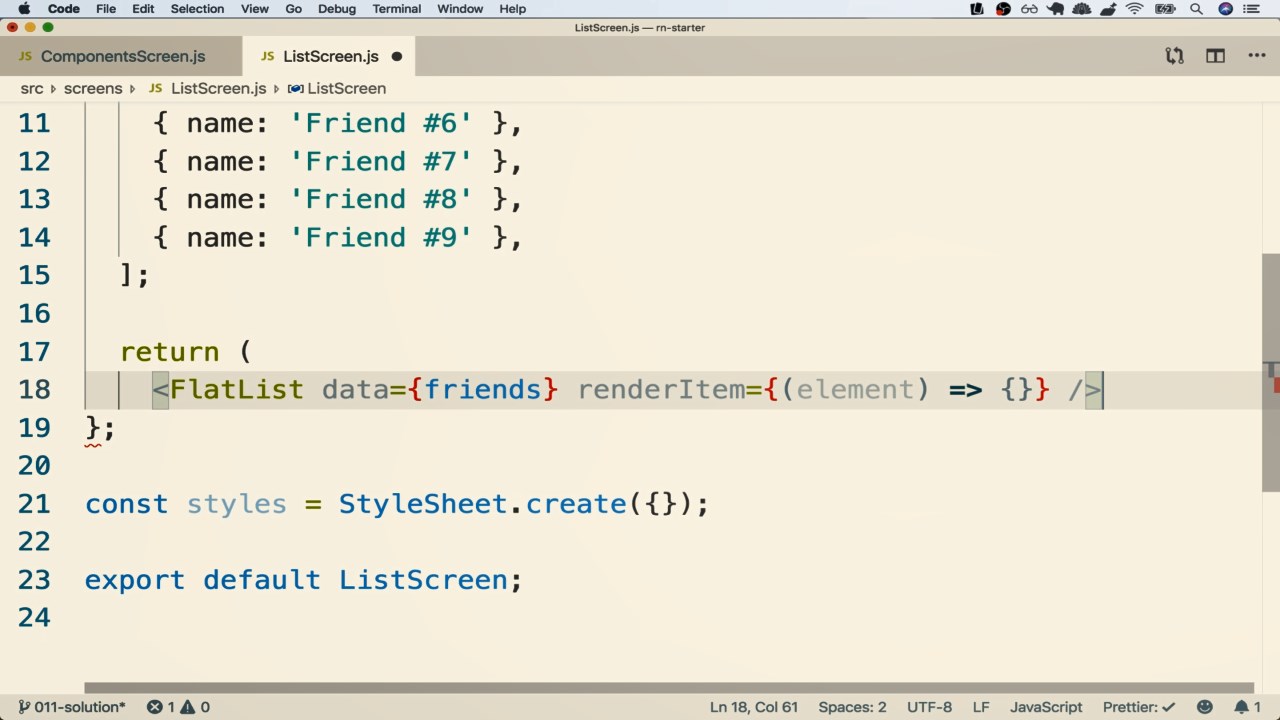 Code File Edit Selection View Go Debug Terminal Window Help
ListScreen.js — rn-starter
JS ComponentsScreen.js JS ListScreen.js
src screens JS ListScreen.js ListScreen
11 { name: 'Friend #6' },
12 { name: 'Friend #7' },
13 { name: 'Friend #8' },
14 { name: 'Friend #9' },
15 ];
16
17 return (
18 <FlatList data={friends} renderItem={(element) => {}} />
19 };
20
21 const styles = StyleSheet.create({});
22
23 export default ListScreen;
24
011-solution* 1 0 Ln 18, Col 61 Spaces: 2 UTF-8 LF JavaScript Prettier: ✓ 1